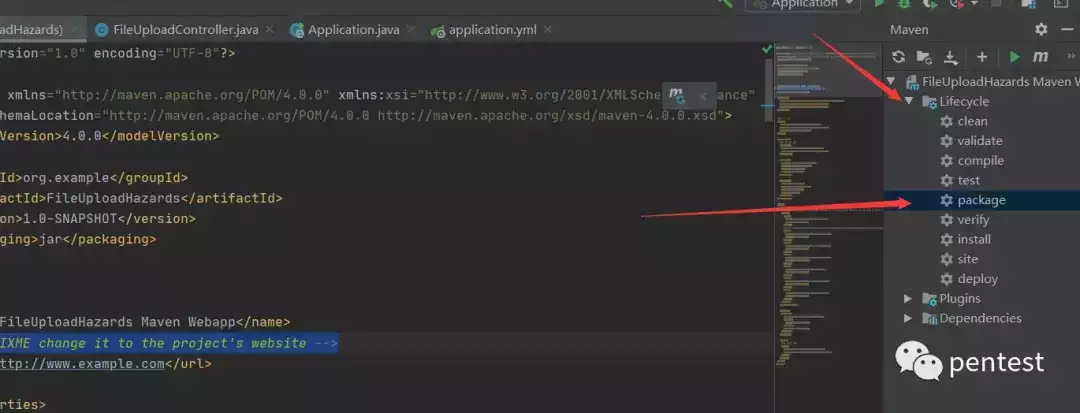 Application
adHazards)
FileUploadController.java
Application.java
application.yml
Maven
rsion="1.0" encoding="UTF-8"?>
xmlns="http://maven.apache.org/POM/4.0.0" xmlns:xsi="http://www.w3.org/2001/XMLSche ance"
hemaLocation="http://maven.apache.org/POM/4.0.0 http://maven.apache.org/xsd/maven-4.0.0.xsd">
Version>4.0.0</modelVersion>
Id>org.example</groupId>
actId>FileUploadHazards</artifactId>
on>1.0-SNAPSHOT</version>
ging>jar</packaging>
FileUploadHazards Maven Webapp</name>
IXME change it to the project's website -->
ttp://www.example.com</url>
rties>
FileUploadHazards Maven W
Lifecycle
clean
validate
compile
test
package
verify
install
site
deploy
Plugins
Dependencies
pentest